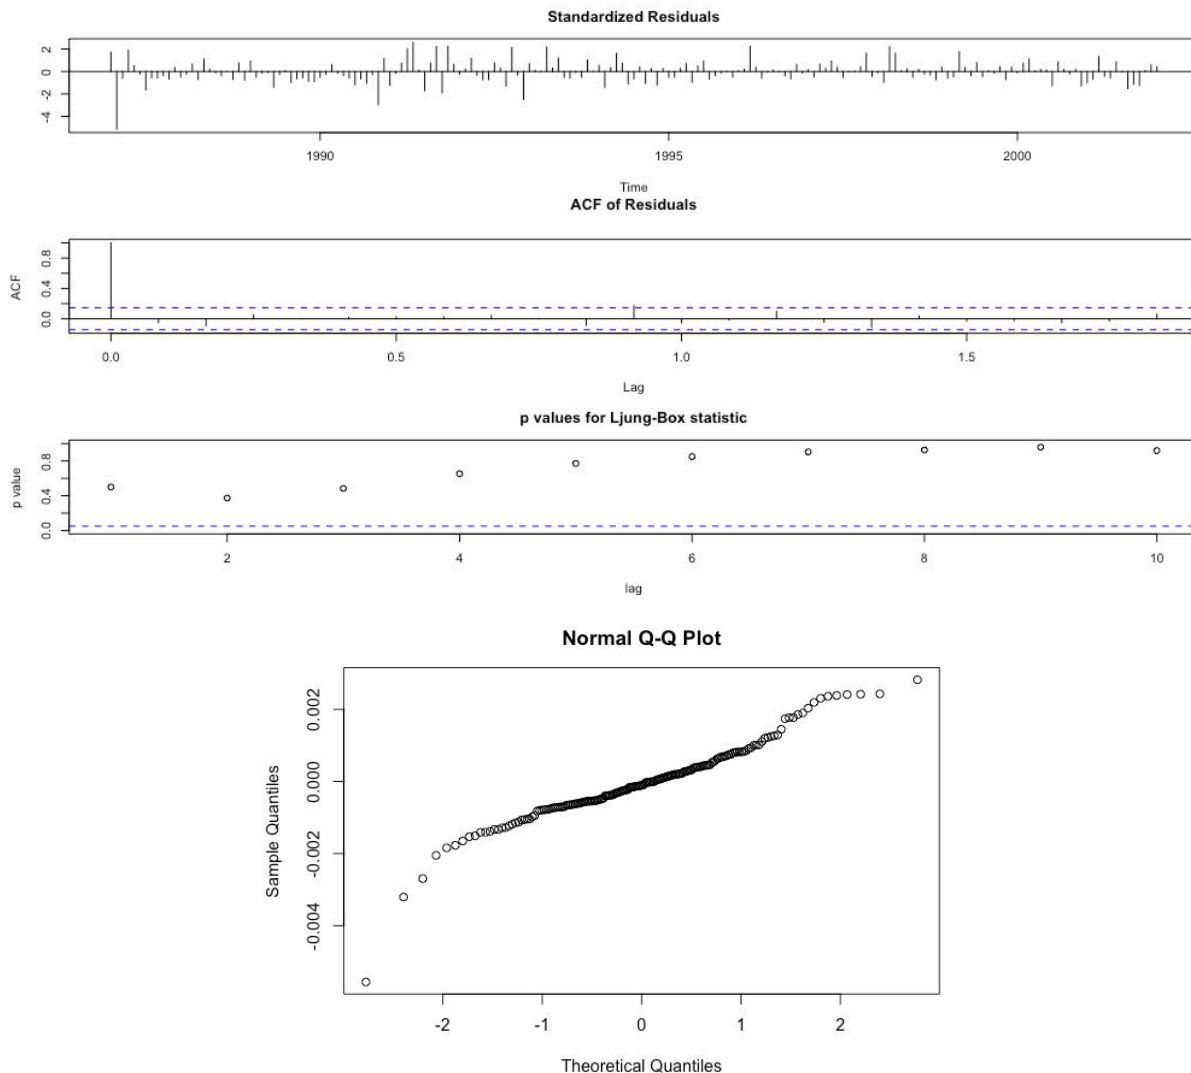 Standardized Residuals
2
0
-2
-4
1990
1995
2000
Time
ACF of Residuals
ACF
0.8
0.4
0.0
0.0
0.5
1.0
1.5
Lag
p values for Ljung-Box statistic
p value
0.8
0.4
0.0
2
4
6
8
10
lag
Normal Q-Q Plot
Sample Quantiles
0.002
0.000
-0.002
-0.004
-2
-1
0
1
2
Theoretical Quantiles